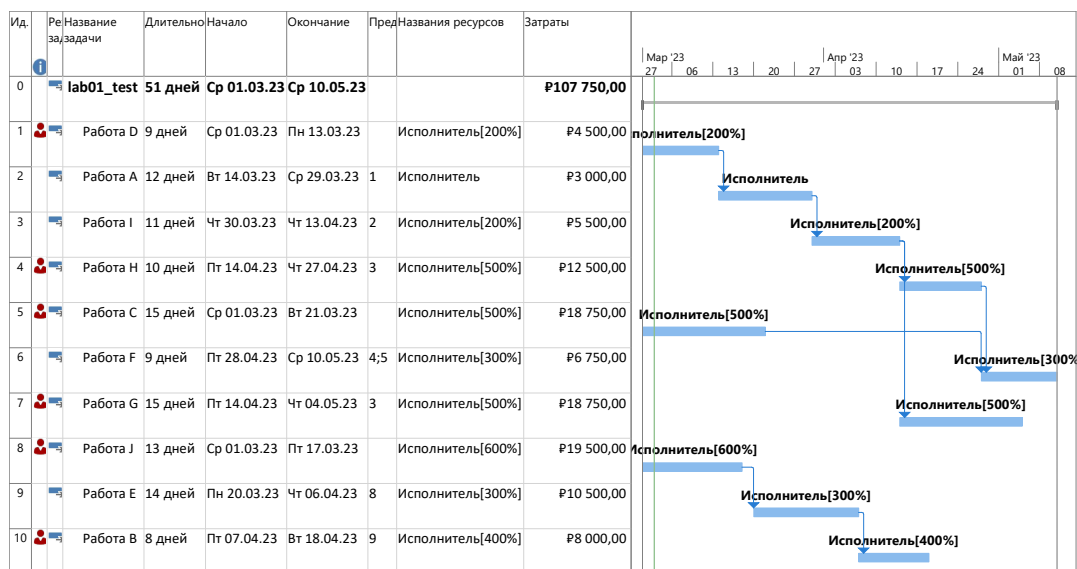 Ид. Ре Название Длительно Начало Окончание Пред Названия ресурсов Затраты
зад задачи
Мар '23 Апр '23 Май '23
27 06 13 20 27 03 10 17 24 01 08
0 lab01_test 51 дней Ср 01.03.23 Ср 10.05.23 ₽107 750,00
1 Работа D 9 дней Ср 01.03.23 Пн 13.03.23 Исполнитель[200%] ₽4 500,00 полнитель[200%]
2 Работа A 12 дней Вт 14.03.23 Ср 29.03.23 1 Исполнитель ₽3 000,00 Исполнитель
3 Работа I 11 дней Чт 30.03.23 Чт 13.04.23 2 Исполнитель[200%] ₽5 500,00 Исполнитель[200%]
4 Работа H 10 дней Пт 14.04.23 Чт 27.04.23 3 Исполнитель[500%] ₽12 500,00 Исполнитель[500%]
5 Работа C 15 дней Ср 01.03.23 Вт 21.03.23 Исполнитель[500%] ₽18 750,00 Исполнитель[500%]
6 Работа F 9 дней Пт 28.04.23 Ср 10.05.23 4;5 Исполнитель[300%] ₽6 750,00 Исполнитель[300%
7 Работа G 15 дней Пт 14.04.23 Чт 04.05.23 3 Исполнитель[500%] ₽18 750,00 Исполнитель[500%]
8 Работа J 13 дней Ср 01.03.23 Пт 17.03.23 Исполнитель[600%] ₽19 500,00 Исполнитель[600%]
9 Работа E 14 дней Пн 20.03.23 Чт 06.04.23 8 Исполнитель[300%] ₽10 500,00 Исполнитель[300%]
10 Работа B 8 дней Пт 07.04.23 Вт 18.04.23 9 Исполнитель[400%] ₽8 000,00 Исполнитель[400%]